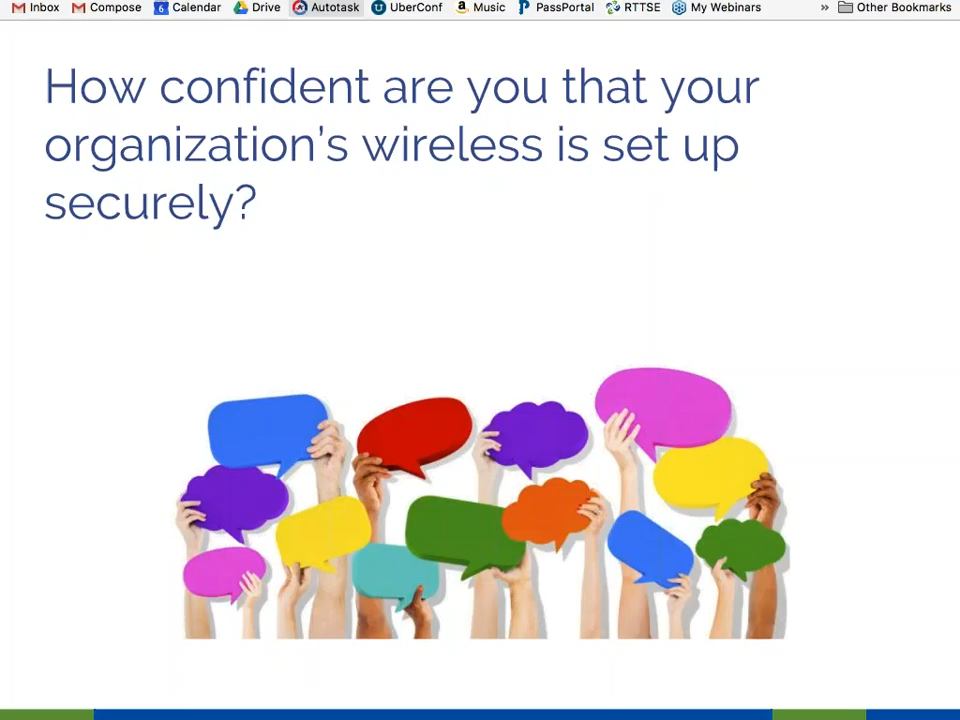 Inbox Compose 6 Calendar Drive Autotask UberConf Music PassPortal RTTSE My Webinars » Other Bookmarks
How confident are you that your
organization's wireless is set up
securely?